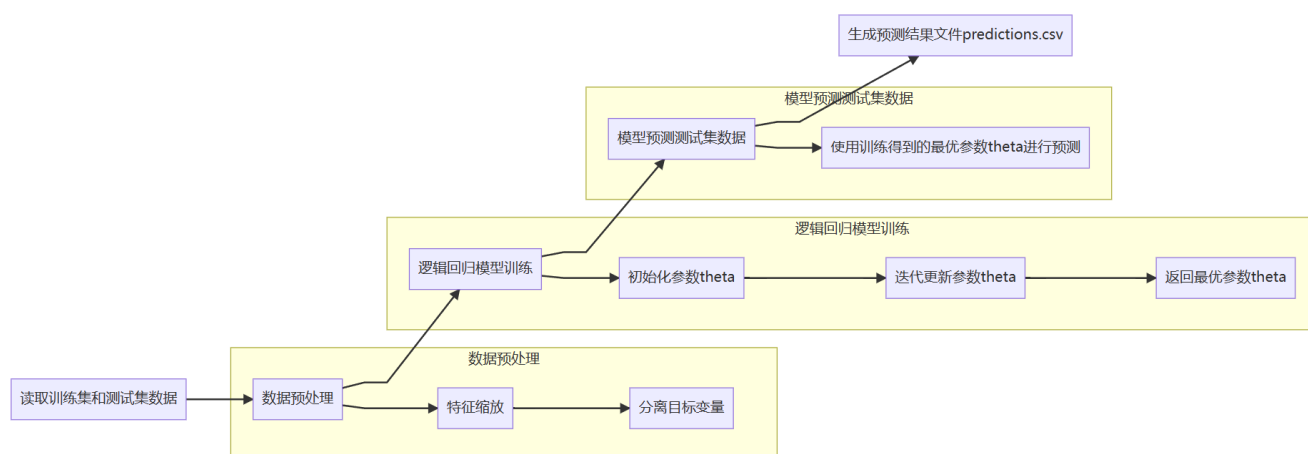 生成预测结果文件predictions.csv
模型预测测试集数据
模型预测测试集数据
使用训练得到的最优参数theta进行预测
逻辑回归模型训练
逻辑回归模型训练
初始化参数theta
迭代更新参数theta
返回最优参数theta
数据预处理
读取训练集和测试集数据
数据预处理
特征缩放
分离目标变量